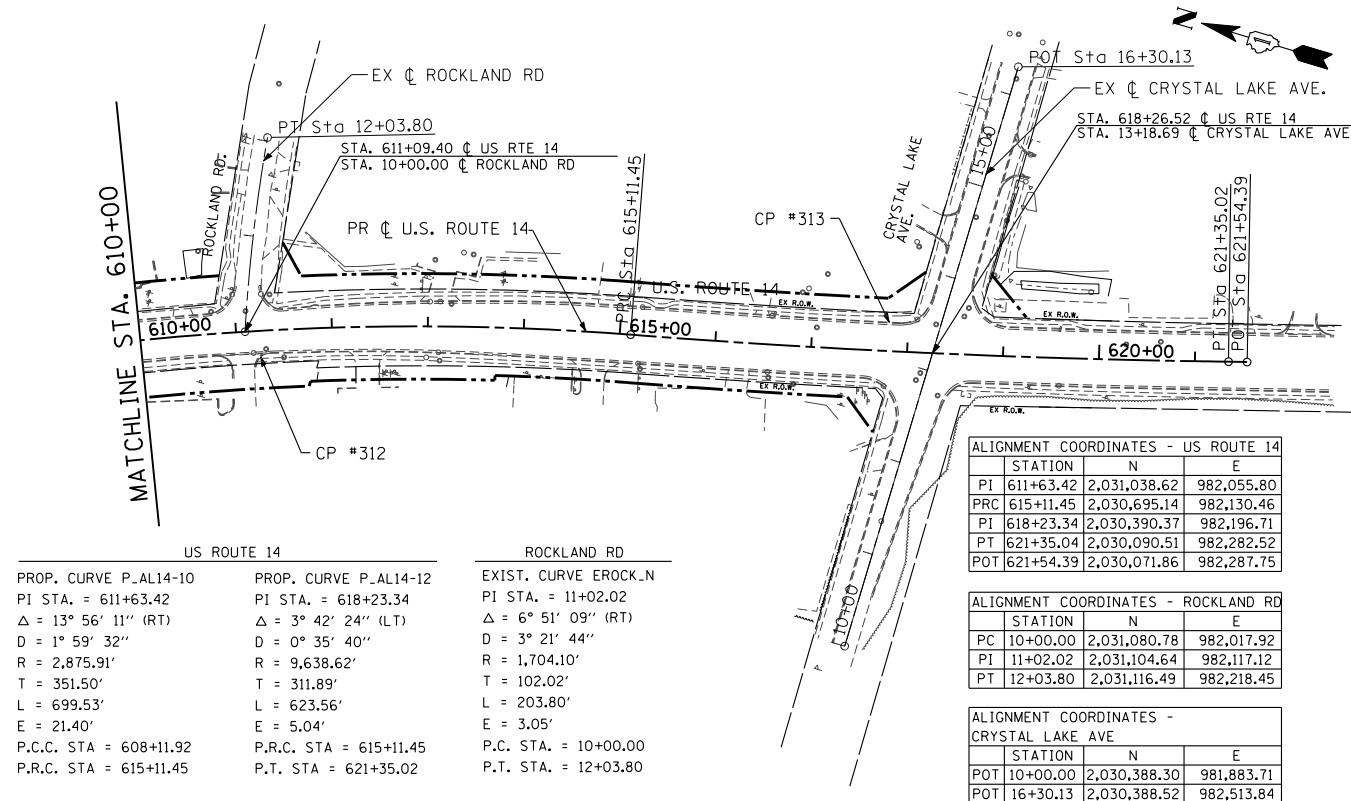 N
POT Sta 16+30.13
EX ℄ ROCKLAND RD
EX ℄ CRYSTAL LAKE AVE.
PT Sta 12+03.80
STA. 618+26.52 ℄ US RTE 14
STA. 13+18.69 ℄ CRYSTAL LAKE AVE
STA. 611+09.40 ℄ US RTE 14
STA. 10+00.00 ℄ ROCKLAND RD
ROCKLAND RD.
15+00
CRYSTAL LAKE
AVE.
PRC Sta 615+11.45
CP #313
PR ℄ U.S. ROUTE 14
PT Sta 621+35.02
POT Sta 621+54.39
MATCHLINE STA. 610+00
U.S. ROUTE 14
EX R.O.W.
EX R.O.W.
610+00
615+00
620+00
EX R.O.W.
EX R.O.W.
CP #312
10+00
US ROUTE 14
PROP. CURVE P_AL14-10
PI STA. = 611+63.42
Δ = 13° 56' 11'' (RT)
D = 1° 59' 32''
R = 2,875.91'
T = 351.50'
L = 699.53'
E = 21.40'
P.C.C. STA = 608+11.92
P.R.C. STA = 615+11.45
PROP. CURVE P_AL14-12
PI STA. = 618+23.34
Δ = 3° 42' 24'' (LT)
D = 0° 35' 40''
R = 9,638.62'
T = 311.89'
L = 623.56'
E = 5.04'
P.R.C. STA = 615+11.45
P.T. STA = 621+35.02
ROCKLAND RD
EXIST. CURVE EROCK_N
PI STA. = 11+02.02
Δ = 6° 51' 09'' (RT)
D = 3° 21' 44''
R = 1,704.10'
T = 102.02'
L = 203.80'
E = 3.05'
P.C. STA. = 10+00.00
P.T. STA. = 12+03.80
ALIGNMENT COORDINATES - US ROUTE 14
STATION N E
PI 611+63.42 2,031,038.62 982,055.80
PRC 615+11.45 2,030,695.14 982,130.46
PI 618+23.34 2,030,390.37 982,196.71
PT 621+35.04 2,030,090.51 982,282.52
POT 621+54.39 2,030,071.86 982,287.75
ALIGNMENT COORDINATES - ROCKLAND RD
STATION N E
PC 10+00.00 2,031,080.78 982,017.92
PI 11+02.02 2,031,104.64 982,117.12
PT 12+03.80 2,031,116.49 982,218.45
ALIGNMENT COORDINATES -
CRYSTAL LAKE AVE
STATION N E
POT 10+00.00 2,030,388.30 981,883.71
POT 16+30.13 2,030,388.52 982,513.84